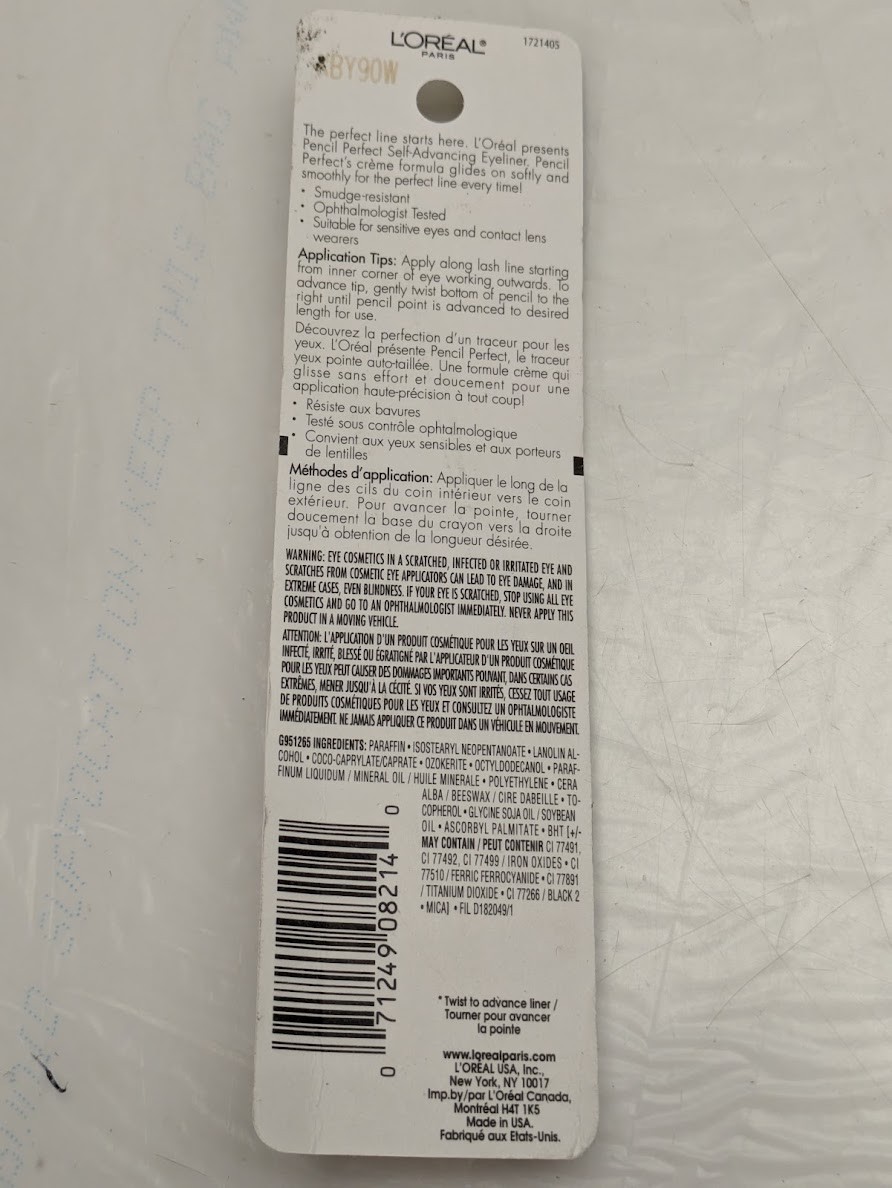 L'ORÉAL®
PARIS
1721405
BY90W
The perfect line starts here. L'Oréal presents
Pencil Perfect Self-Advancing Eyeliner. Pencil
Perfect's crème formula glides on softly and
smoothly for the perfect line every time!
• Smudge-resistant
• Ophthalmologist Tested
• Suitable for sensitive eyes and contact lens
wearers
Application Tips: Apply along lash line starting
from inner corner of eye working outwards. To
advance tip, gently twist bottom of pencil to the
right until pencil point is advanced to desired
length for use.
Découvrez la perfection d'un traceur pour les
yeux. L'Oréal présente Pencil Perfect, le traceur
yeux pointe auto-taillée. Une formule crème qui
glisse sans effort et doucement pour une
application haute-précision à tout coup!
• Résiste aux bavures
• Testé sous contrôle ophtalmologique
• Convient aux yeux sensibles et aux porteurs
de lentilles
Méthodes d'application: Appliquer le long de la
ligne des cils du coin intérieur vers le coin
extérieur. Pour avancer la pointe, tourner
doucement la base du crayon vers la droite
jusqu'à obtention de la longueur désirée.
WARNING: EYE COSMETICS IN A SCRATCHED, INFECTED OR IRRITATED EYE AND
SCRATCHES FROM COSMETIC EYE APPLICATORS CAN LEAD TO EYE DAMAGE, AND IN
EXTREME CASES, EVEN BLINDNESS. IF YOUR EYE IS SCRATCHED, STOP USING ALL EYE
COSMETICS AND GO TO AN OPHTHALMOLOGIST IMMEDIATELY. NEVER APPLY THIS
PRODUCT IN A MOVING VEHICLE.
ATTENTION: L'APPLICATION D'UN PRODUIT COSMÉTIQUE POUR LES YEUX SUR UN OEIL
INFECTÉ, IRRITÉ, BLESSÉ OU ÉGRATIGNÉ PAR L'APPLICATEUR D'UN PRODUIT COSMÉTIQUE
POUR LES YEUX PEUT CAUSER DES DOMMAGES IMPORTANTS POUVANT, DANS CERTAINS CAS
EXTRÊMES, MENER JUSQU'À LA CÉCITÉ. SI VOS YEUX SONT IRRITÉS, CESSEZ TOUT USAGE
DE PRODUITS COSMÉTIQUES POUR LES YEUX ET CONSULTEZ UN OPHTALMOLOGISTE
IMMÉDIATEMENT. NE JAMAIS APPLIQUER CE PRODUIT DANS UN VÉHICULE EN MOUVEMENT.
G951265 INGREDIENTS: PARAFFIN • ISOSTEARYL NEOPENTANOATE • LANOLIN AL-
COHOL • COCO-CAPRYLATE/CAPRATE • OZOKERITE • OCTYLDODECANOL • PARAF-
FINUM LIQUIDUM / MINERAL OIL / HUILE MINERALE • POLYETHYLENE • CERA
ALBA / BEESWAX / CIRE DABEILLE • TO-
COPHEROL • GLYCINE SOJA OIL / SOYBEAN
OIL • ASCORBYL PALMITATE • BHT [+/-
MAY CONTAIN / PEUT CONTENIR CI 77491,
CI 77492, CI 77499 / IRON OXIDES • CI
77510 / FERRIC FERROCYANIDE • CI 77891
/ TITANIUM DIOXIDE • CI 77266 / BLACK 2
• MICA] • FIL D182049/1
0 71249 08214 0
*Twist to advance liner /
Tourner pour avancer
la pointe
www.lorealparis.com
L'ORÉAL USA, Inc.,
New York, NY 10017
Imp.by/par L'Oréal Canada,
Montréal H4T 1K5
Made in USA.
Fabriqué aux Etats-Unis.
KEEP THIS